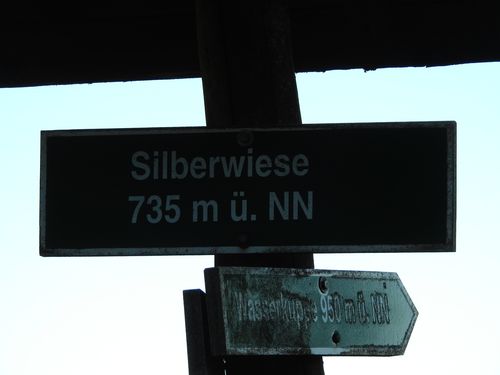 Silberwiese
735 m ü. NN
Wasserkuppe 950 m ü. NN